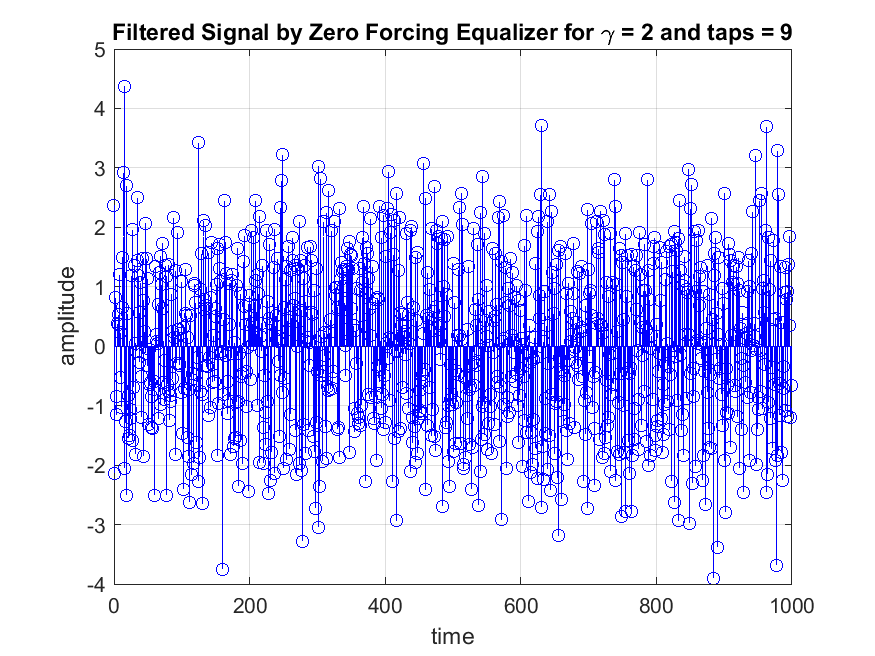 Filtered Signal by Zero Forcing Equalizer for γ = 2 and taps = 9
5
4
3
2
1
0
-1
-2
-3
-4
amplitude
0 200 400 600 800 1000
time